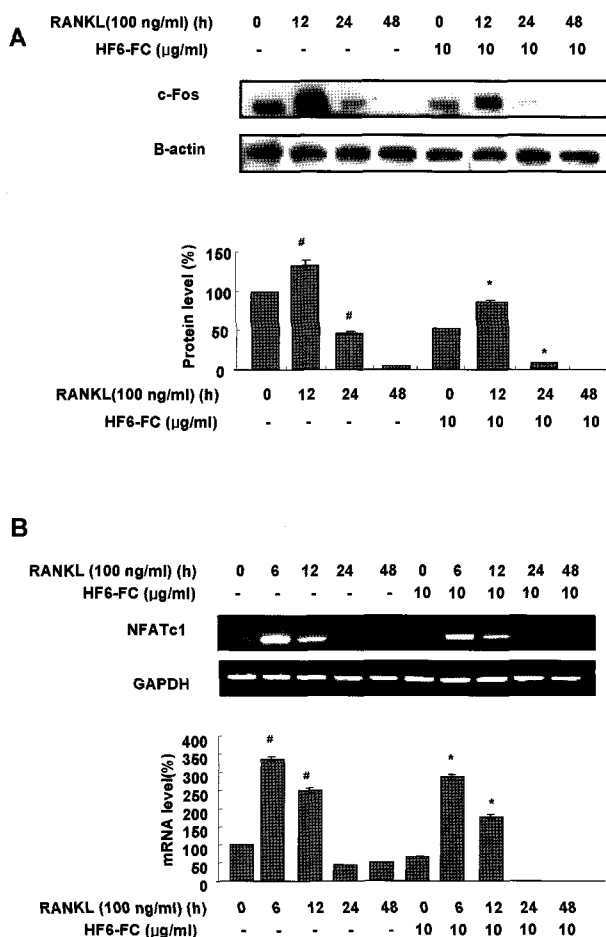 A
RANKL(100 ng/ml) (h) 0 12 24 48 0 12 24 48
HF6-FC (µg/ml) - - - - 10 10 10 10
c-Fos
B-actin
Protein level (%)
150
100
50
0
# # * *
RANKL(100 ng/ml) (h) 0 12 24 48 0 12 24 48
HF6-FC (µg/ml) - - - - 10 10 10 10
B
RANKL (100 ng/ml) (h) 0 6 12 24 48 0 6 12 24 48
HF6-FC (µg/ml) - - - - - 10 10 10 10 10
NFATc1
GAPDH
mRNA level(%)
400
350
300
250
200
150
100
50
0
# # * *
RANKL (100 ng/ml) (h) 0 6 12 24 48 0 6 12 24 48
HF6-FC (µg/ml) - - - - - 10 10 10 10 10